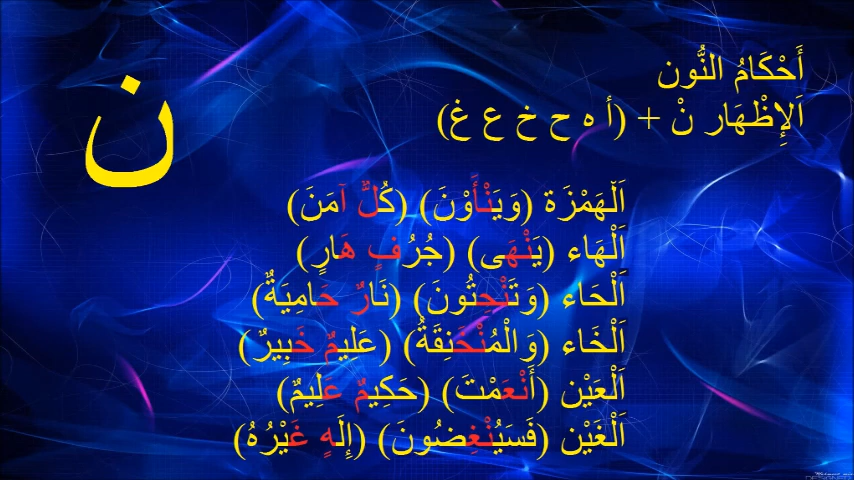 أَحْكَامُ النُّون
اَلإِظْهَار نْ + (أ ه ح خ ع غ)
ن
اَلْهَمْزَة (وَيَنْأَوْنَ) (كُلٌّ آمَنَ)
اَلْهَاء (يَنْهَى) (جُرُفٍ هَارٍ)
اَلْحَاء (وَتَنْحِتُونَ) (نَارٌ حَامِيَةٌ)
اَلْخَاء (وَالْمُنْخَنِقَةُ) (عَلِيمٌ خَبِيرٌ)
اَلْعَيْن (أَنْعَمْتَ) (حَكِيمٌ عَلِيمٌ)
اَلْغَيْن (فَسَيُنْغِضُونَ) (إِلَهٍ غَيْرُهُ)